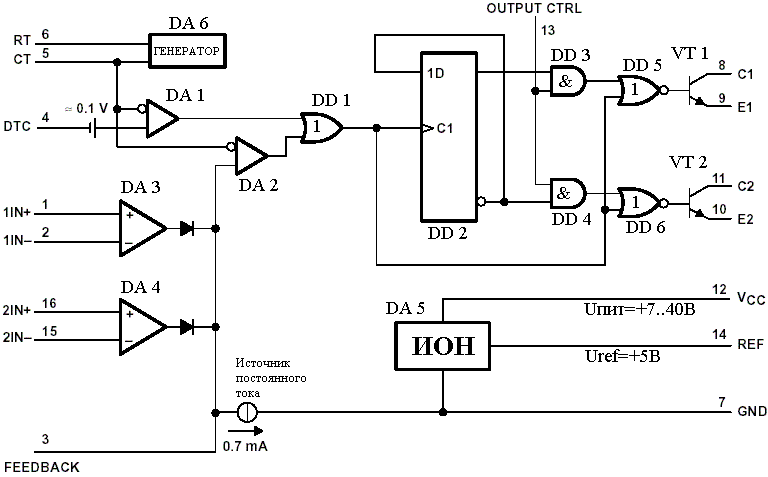 OUTPUT CTRL
13
DA 6
RT 6
ГЕНЕРАТОР
CT 5
DD 3
VT 1
DD 5
8 C1
1D
&
1
≈ 0.1 V
DA 1
DD 1
9 E1
DTC 4
1
C1
DA 2
VT 2
11 C2
DA 3
&
1IN+ 1
+
1
10 E2
1IN− 2
−
DD 2
DD 4
DD 6
DA 4
12 VCC
2IN+ 16
+
DA 5
Uпит=+7..40В
2IN− 15
−
14 REF
ИОН
Uref=+5В
Источник
постоянного
тока
7 GND
0.7 mA
3
FEEDBACK